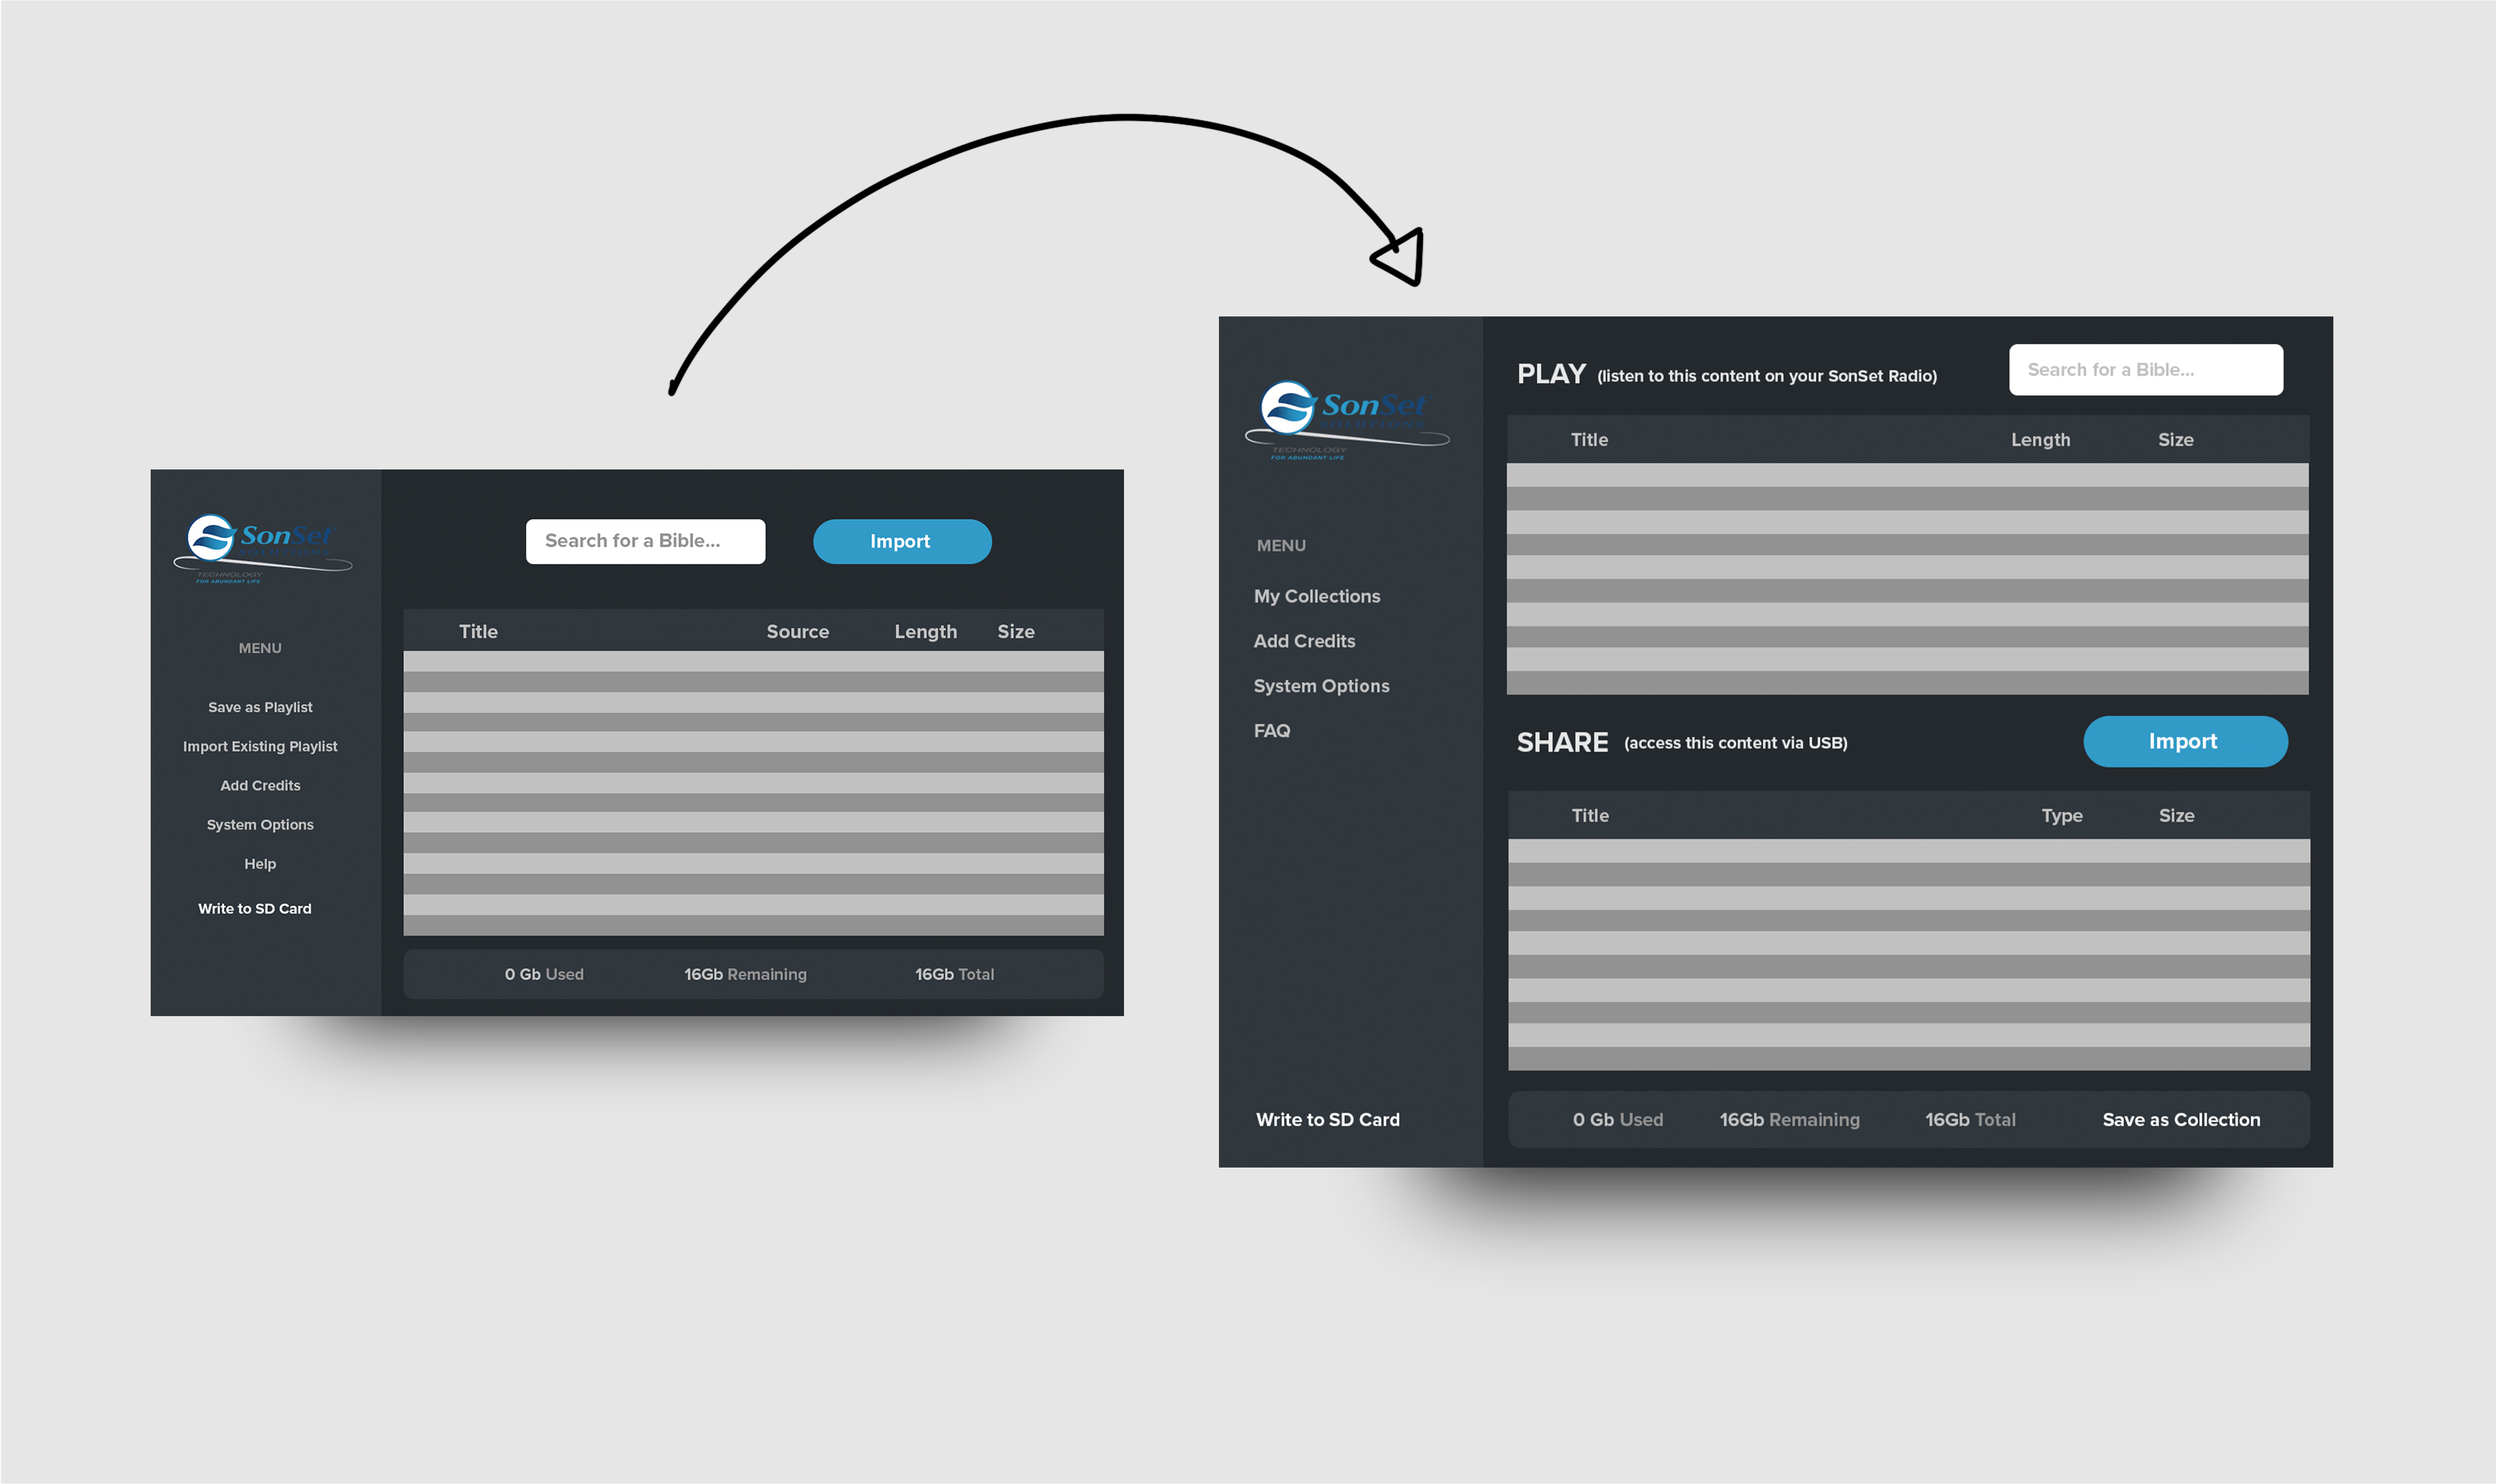 SonSet
SOLUTIONS
TECHNOLOGY
FOR ABUNDANT LIFE
MENU
Save as Playlist
Import Existing Playlist
Add Credits
System Options
Help
Write to SD Card
Search for a Bible... Import
Title Source Length Size
0 Gb Used 16Gb Remaining 16Gb Total
SonSet
SOLUTIONS
TECHNOLOGY
FOR ABUNDANT LIFE
MENU
My Collections
Add Credits
System Options
FAQ
Write to SD Card
PLAY (listen to this content on your SonSet Radio) Search for a Bible...
Title Length Size
SHARE (access this content via USB) Import
Title Type Size
0 Gb Used 16Gb Remaining 16Gb Total Save as Collection